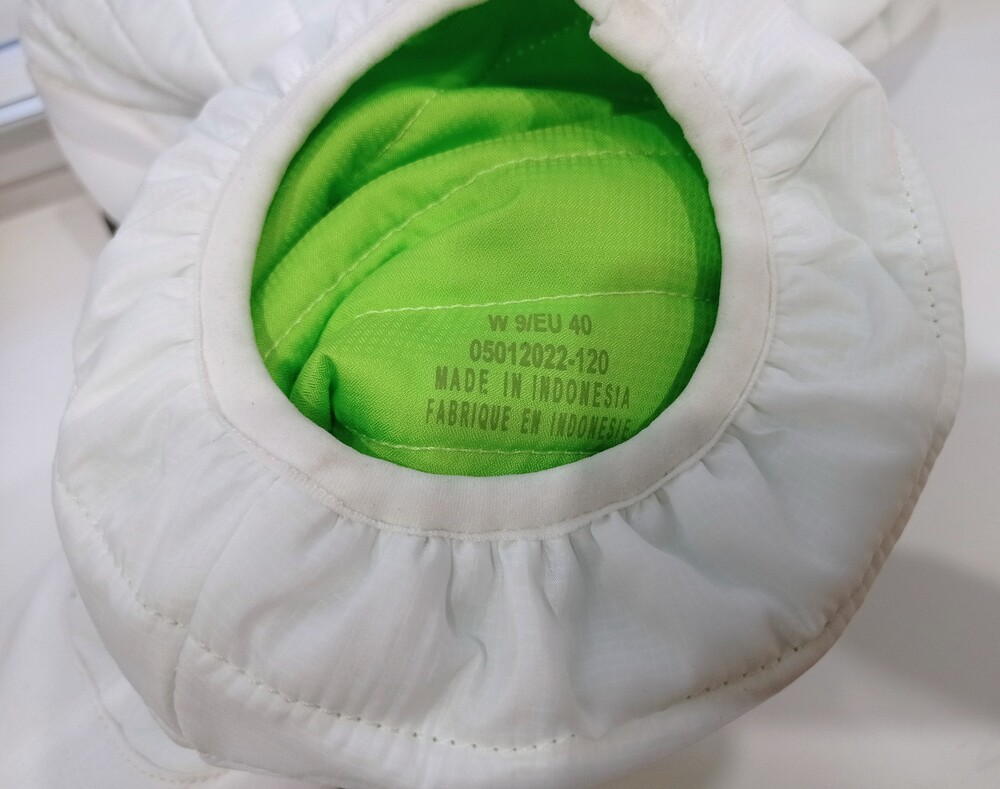 W 9/EU 40
05012022-120
MADE IN INDONESIA
FABRIQUE EN INDONESIE